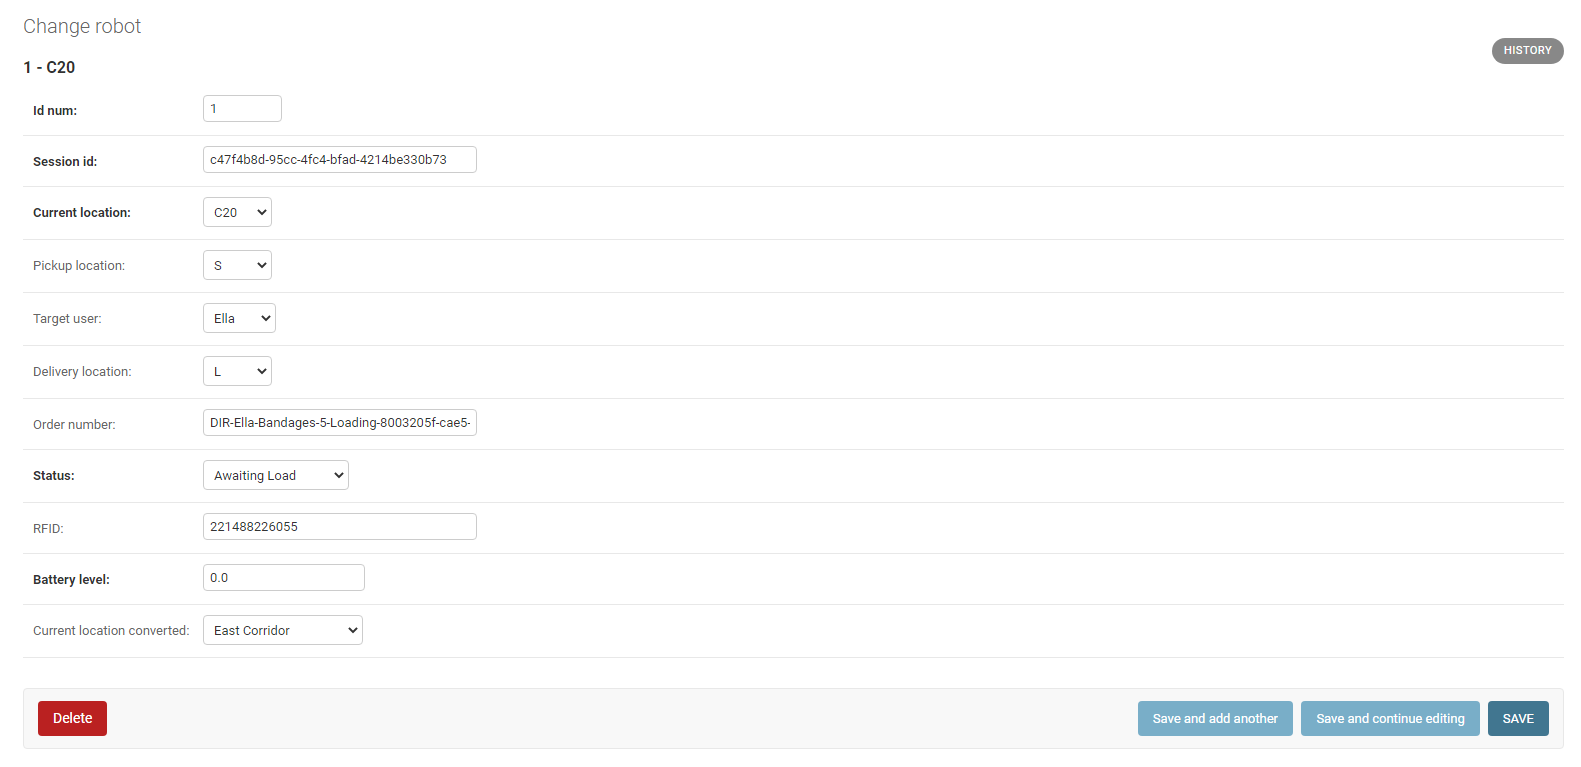 Change robot
HISTORY
1 - C20
Id num: 1
Session id: c47f4b8d-95cc-4fc4-bfad-4214be330b73
Current location: C20
Pickup location: S
Target user: Ella
Delivery location: L
Order number: DIR-Ella-Bandages-5-Loading-8003205f-cae5-
Status: Awaiting Load
RFID: 221488226055
Battery level: 0.0
Current location converted: East Corridor
Delete Save and add another Save and continue editing SAVE